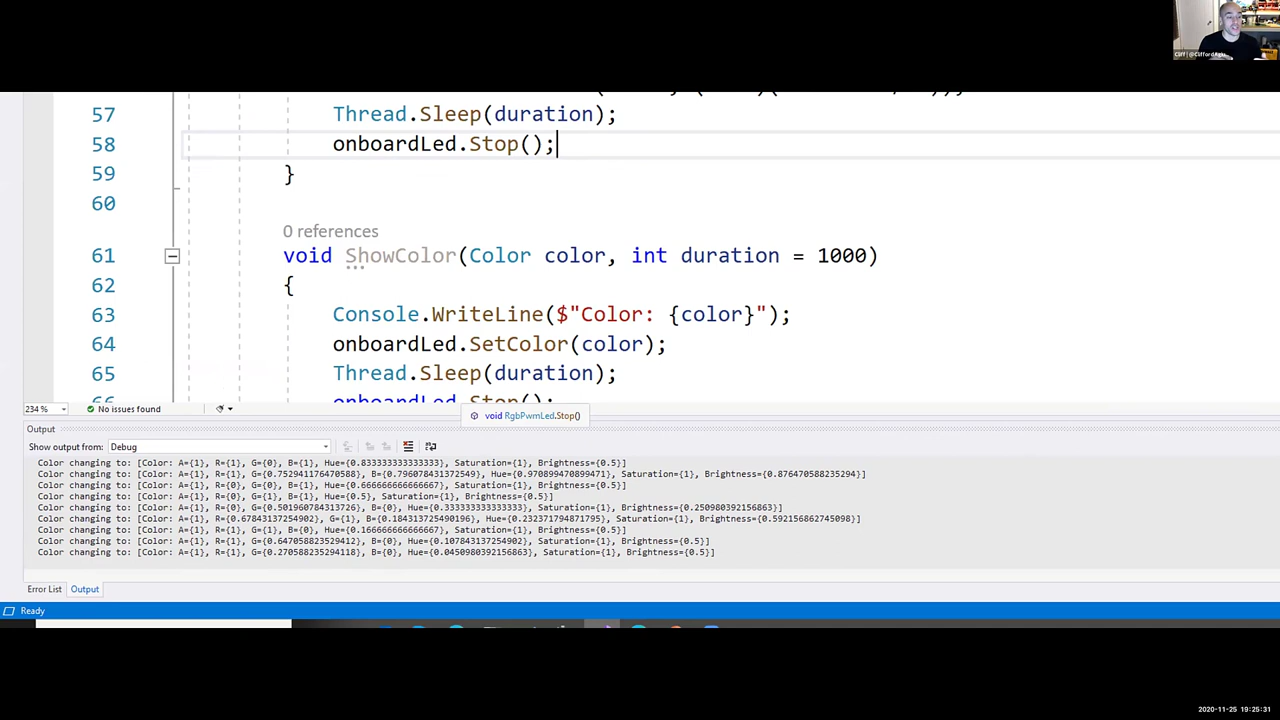 Cliff | @CliffordAgius
57 Thread.Sleep(duration);
58 onboardLed.Stop();
59 }
60
0 references
61 void ShowColor(Color color, int duration = 1000)
62 {
63 Console.WriteLine($"Color: {color}");
64 onboardLed.SetColor(color);
65 Thread.Sleep(duration);
66 onboardLed.Stop();
234 % No issues found
void RgbPwmLed.Stop()
Output
Show output from: Debug
Color changing to: [Color: A={1}, R={1}, G={0}, B={1}, Hue={0.833333333333333}, Saturation={1}, Brightness={0.5}]
Color changing to: [Color: A={1}, R={1}, G={0.752941176470588}, B={0.796078431372549}, Hue={0.970899470899471}, Saturation={1}, Brightness={0.876470588235294}]
Color changing to: [Color: A={1}, R={0}, G={0}, B={1}, Hue={0.666666666666667}, Saturation={1}, Brightness={0.5}]
Color changing to: [Color: A={1}, R={0}, G={1}, B={1}, Hue={0.5}, Saturation={1}, Brightness={0.5}]
Color changing to: [Color: A={1}, R={0}, G={0.501960784313726}, B={0}, Hue={0.333333333333333}, Saturation={1}, Brightness={0.250980392156863}]
Color changing to: [Color: A={1}, R={0.67843137254902}, G={1}, B={0.184313725490196}, Hue={0.232371794871795}, Saturation={1}, Brightness={0.592156862745098}]
Color changing to: [Color: A={1}, R={1}, G={1}, B={0}, Hue={0.166666666666667}, Saturation={1}, Brightness={0.5}]
Color changing to: [Color: A={1}, R={1}, G={0.647058823529412}, B={0}, Hue={0.107843137254902}, Saturation={1}, Brightness={0.5}]
Color changing to: [Color: A={1}, R={1}, G={0.270588235294118}, B={0}, Hue={0.0450980392156863}, Saturation={1}, Brightness={0.5}]
Error List Output
Ready
2020-11-25 19:25:31